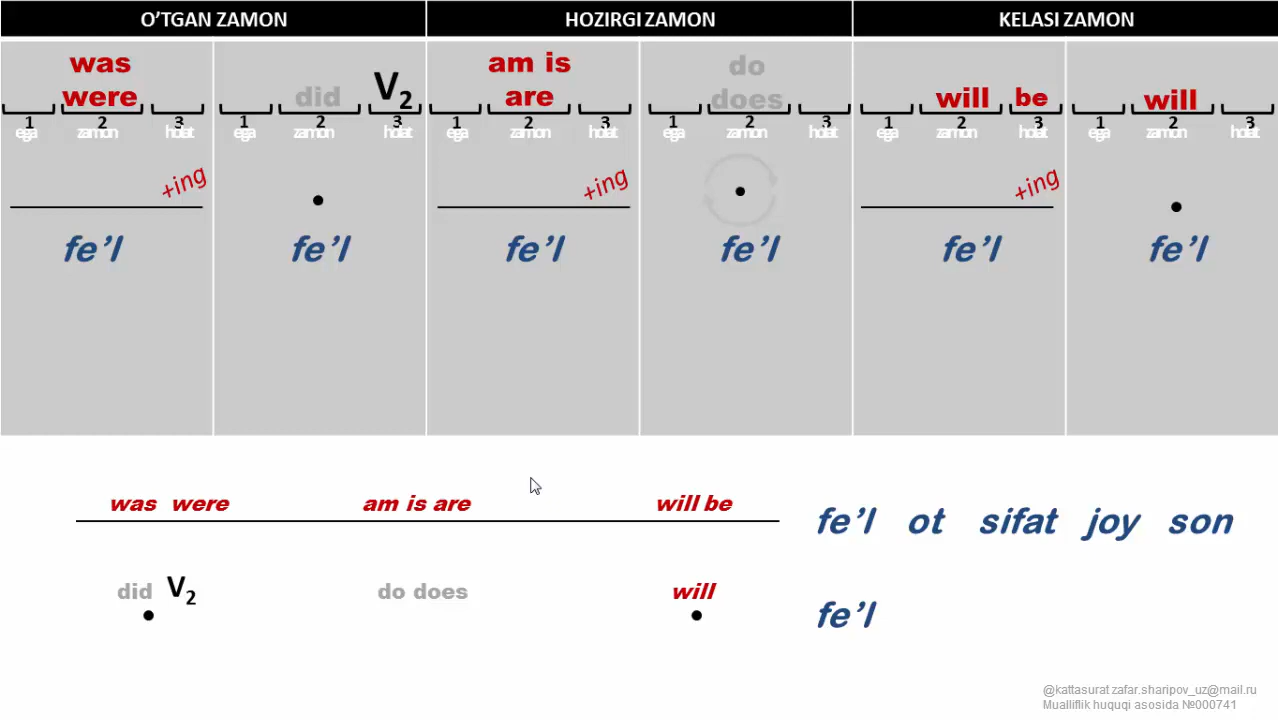 O'TGAN ZAMON HOZIRGI ZAMON KELASI ZAMON
was were did V2 am is are do does will be will
1 2 3 1 2 3 1 2 3 1 2 3 1 2 3 1 2 3
ega zamon holat ega zamon holat ega zamon holat ega zamon holat ega zamon holat ega zamon holat
+ing +ing +ing
fe'l fe'l fe'l fe'l fe'l fe'l
was were am is are will be
fe'l ot sifat joy son
did V2 do does will
fe'l
@kattasurat zafar.sharipov_uz@mail.ru
Mualliflik huquqi asosida №000741